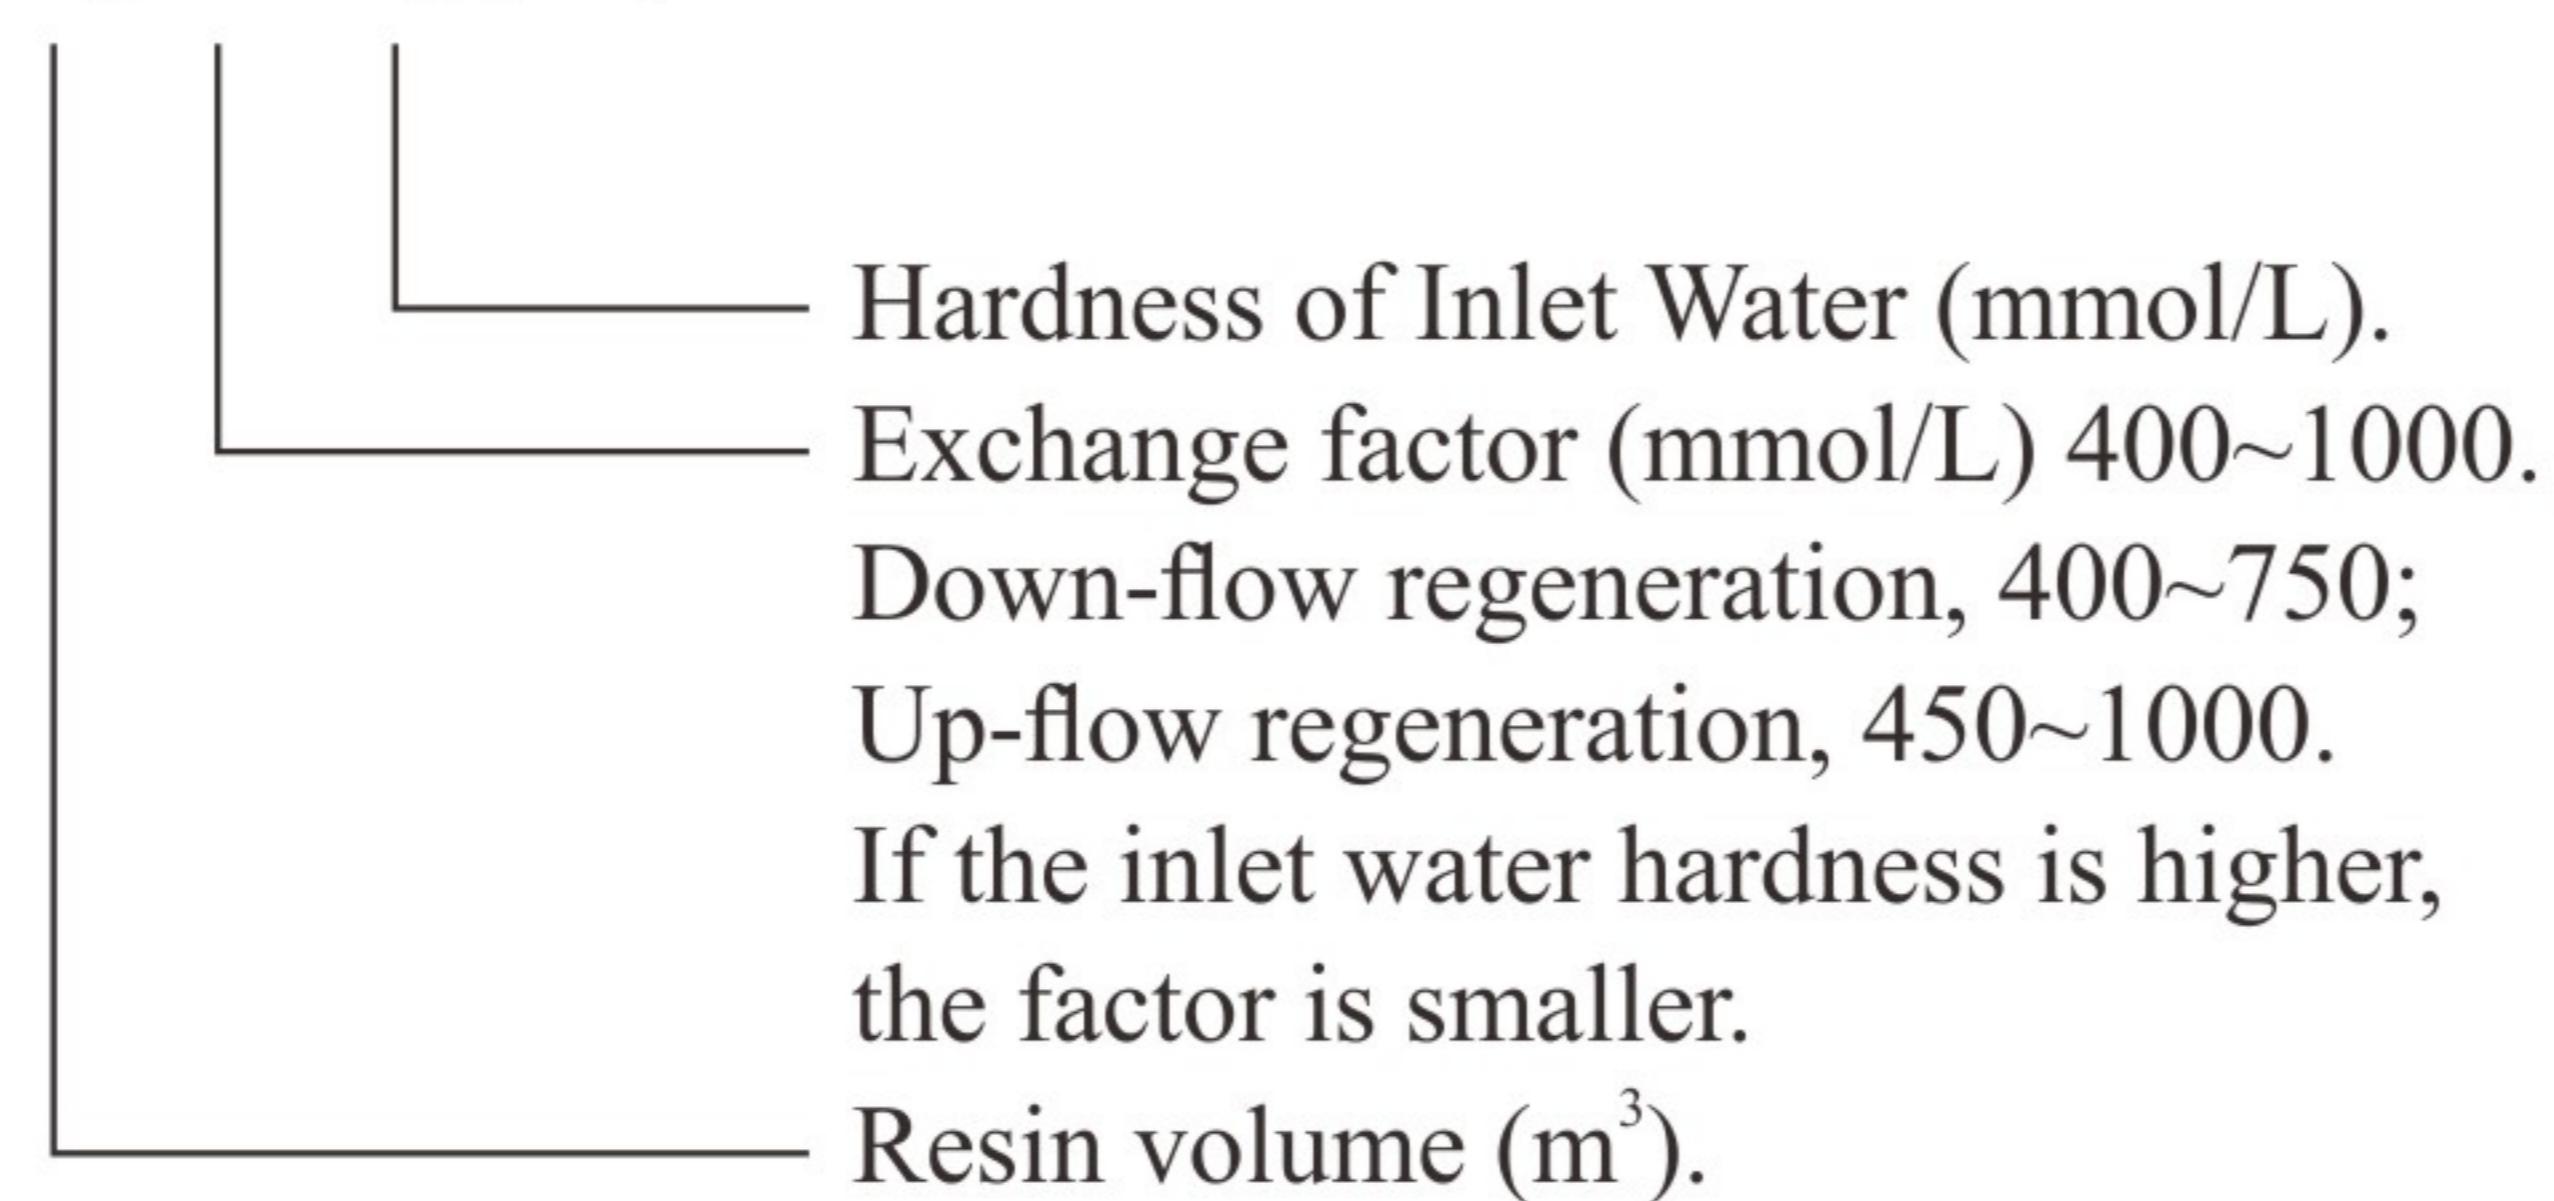 Hardness of Inlet Water (mmol/L).
Exchange factor (mmol/L) 400~1000.
Down-flow regeneration, 400~750;
Up-flow regeneration, 450~1000.
If the inlet water hardness is higher,
the factor is smaller.
Resin volume (m³).